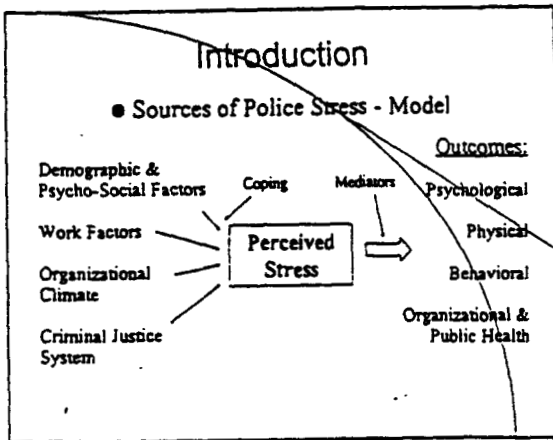 Introduction
● Sources of Police Stress - Model
Outcomes:
Demographic &
Psycho-Social Factors
Coping
Mediators
Psychological
Work Factors
Perceived
Stress
Physical
Organizational
Climate
Behavioral
Criminal Justice
System
Organizational &
Public Health